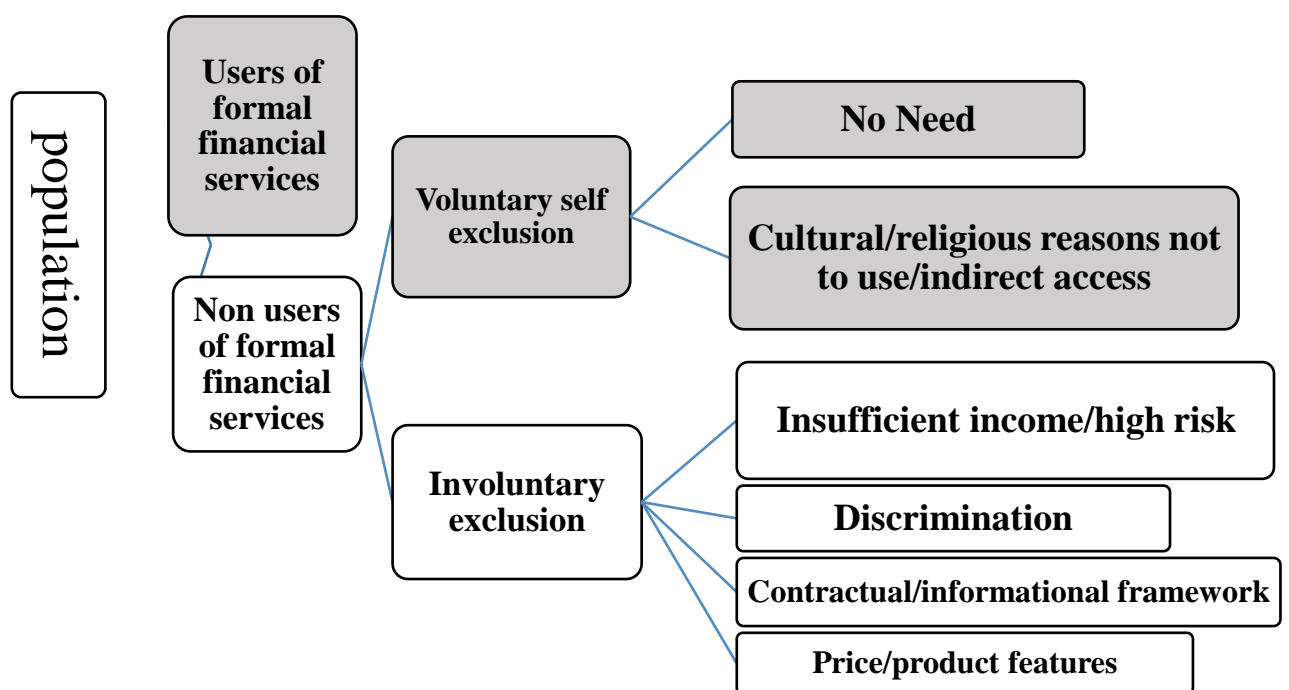 population
Users of
formal
financial
services
Non users
of formal
financial
services
Voluntary self
exclusion
Involuntary
exclusion
No Need
Cultural/religious reasons not
to use/indirect access
Insufficient income/high risk
Discrimination
Contractual/informational framework
Price/product features